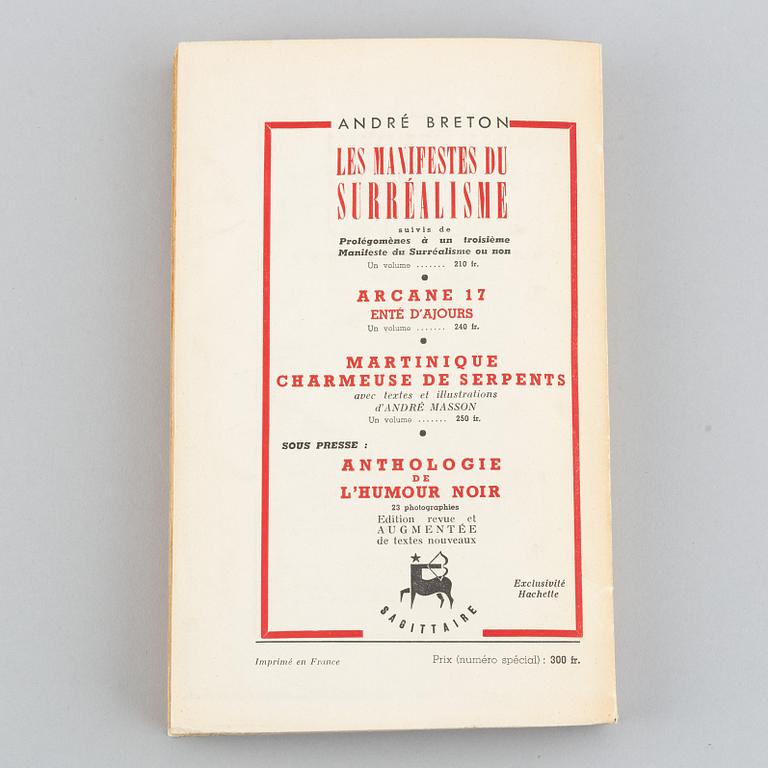 ANDRÉ BRETON
LES MANIFESTES DU
SURRÉALISME
suivis de
Prolégomènes à un troisième
Manifeste du Surréalisme ou non
Un volume ....... 210 fr.
ARCANE 17
ENTÉ D'AJOURS
Un volume ....... 240 fr.
MARTINIQUE
CHARMEUSE DE SERPENTS
avec textes et illustrations
d'ANDRÉ MASSON
Un volume ....... 250 fr.
SOUS PRESSE :
ANTHOLOGIE
DE
L'HUMOUR NOIR
23 photographies
Edition revue et
AUGMENTÉE
de textes nouveaux
SAGITTAIRE
Exclusivité
Hachette
Imprimé en France
Prix (numéro spécial) : 300 fr.